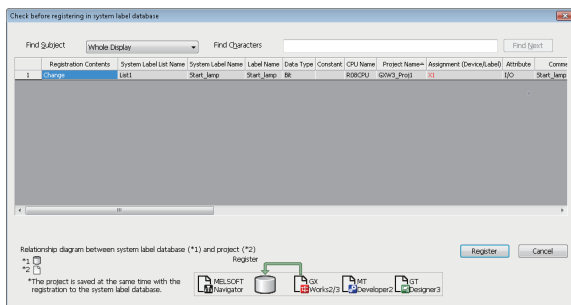 Check before registering in system label database
Find Subject Whole Display Find Characters Find Next
Registration Contents System Label List Name System Label Name Label Name Data Type Constant CPU Name Project Name Assignment (Device/Label) Attribute Comme
1 Change List1 Start_lamp Start_lamp Bit R08CPU GXW3_Proj1 X1 I/O Start_lamp
Relationship diagram between system label database (*1) and project (*2)
*1
*2
Register
*The project is saved at the same time with the
registration to the system label database.
MELSOFT Navigator
GX Works2/3
MT Developer2
GT Designer3
Register Cancel